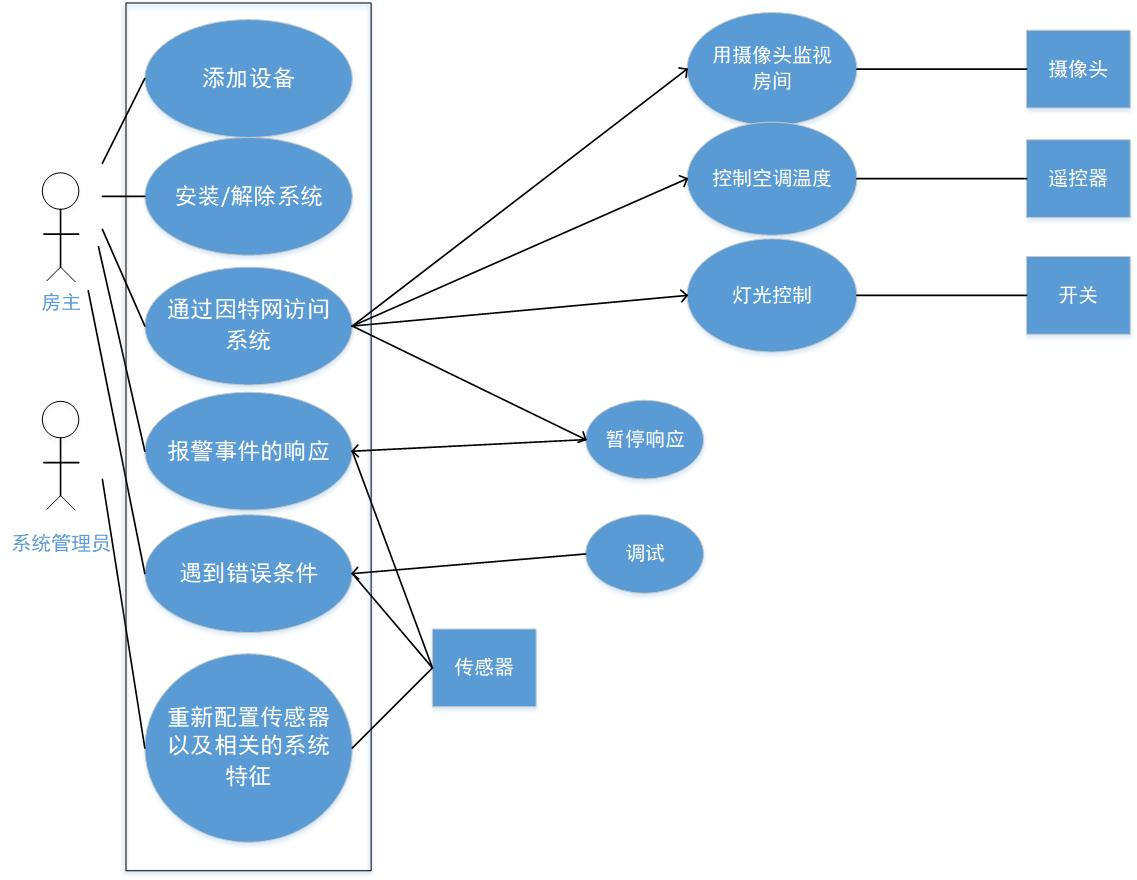 添加设备
安装/解除系统
通过因特网访问
系统
报警事件的响应
遇到错误条件
重新配置传感器
以及相关的系统
特征
房主
系统管理员
用摄像头监视
房间
控制空调温度
灯光控制
暂停响应
调试
传感器
摄像头
遥控器
开关